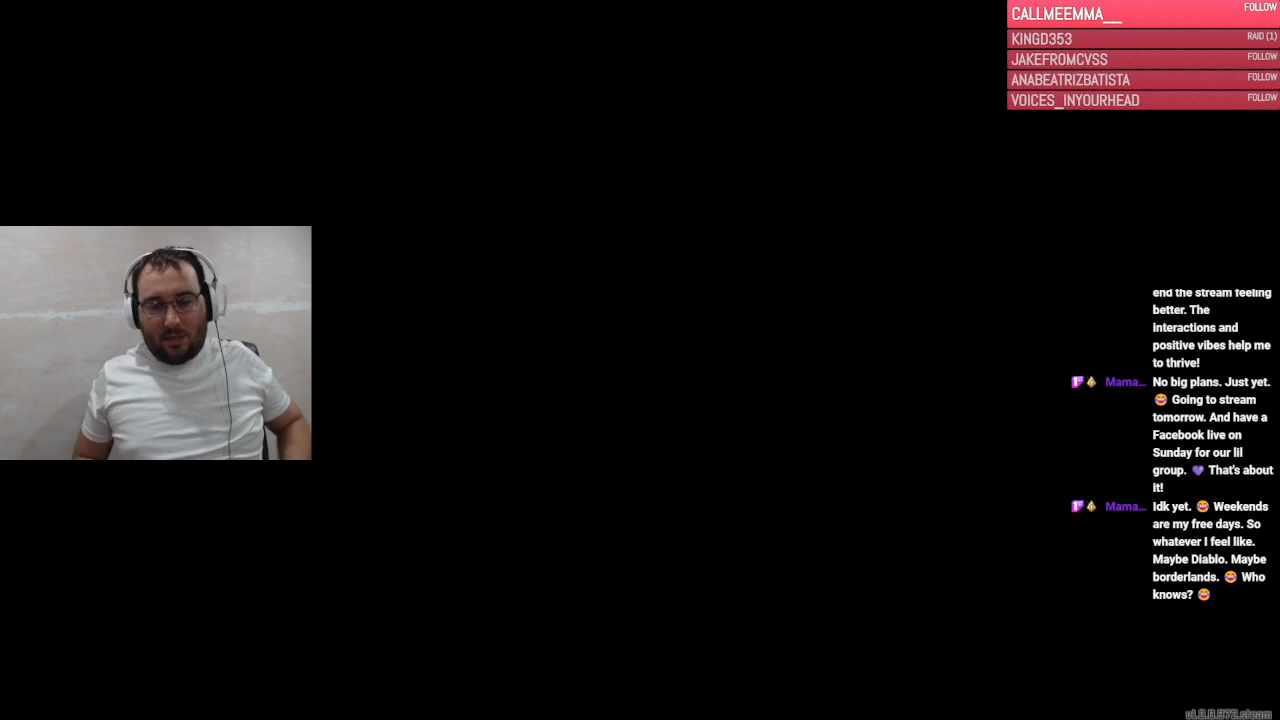 CALLMEEMMA__ FOLLOW
KINGD353 RAID (1)
JAKEFROMCVSS FOLLOW
ANABEATRIZBATISTA FOLLOW
VOICES_INYOURHEAD FOLLOW
end the stream feeling
better. The
interactions and
positive vibes help me
to thrive!
Mama... No big plans. Just yet.
😂 Going to stream
tomorrow. And have a
Facebook live on
Sunday for our lil
group. 💜 That's about
it!
Mama... Idk yet. 😂 Weekends
are my free days. So
whatever I feel like.
Maybe Diablo. Maybe
borderlands. 😂 Who
knows? 😂